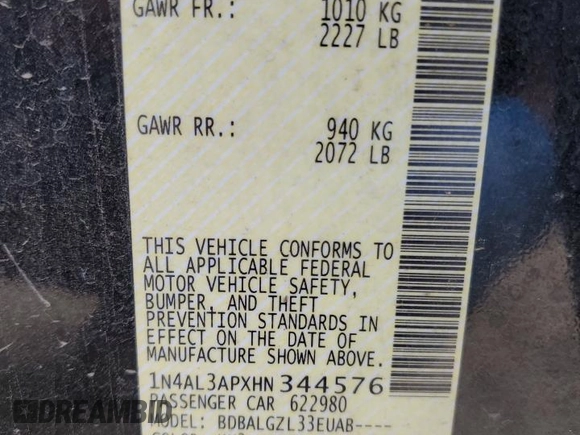 GAWR FR.: 1010 KG
2227 LB
GAWR RR.: 940 KG
2072 LB
THIS VEHICLE CONFORMS TO
ALL APPLICABLE FEDERAL
MOTOR VEHICLE SAFETY,
BUMPER, AND THEFT
PREVENTION STANDARDS IN
EFFECT ON THE DATE OF
MANUFACTURE SHOWN ABOVE.
1N4AL3APXHN344576
PASSENGER CAR 622980
MODEL: BDBALGZL33EUAB----
RIDESAFELY